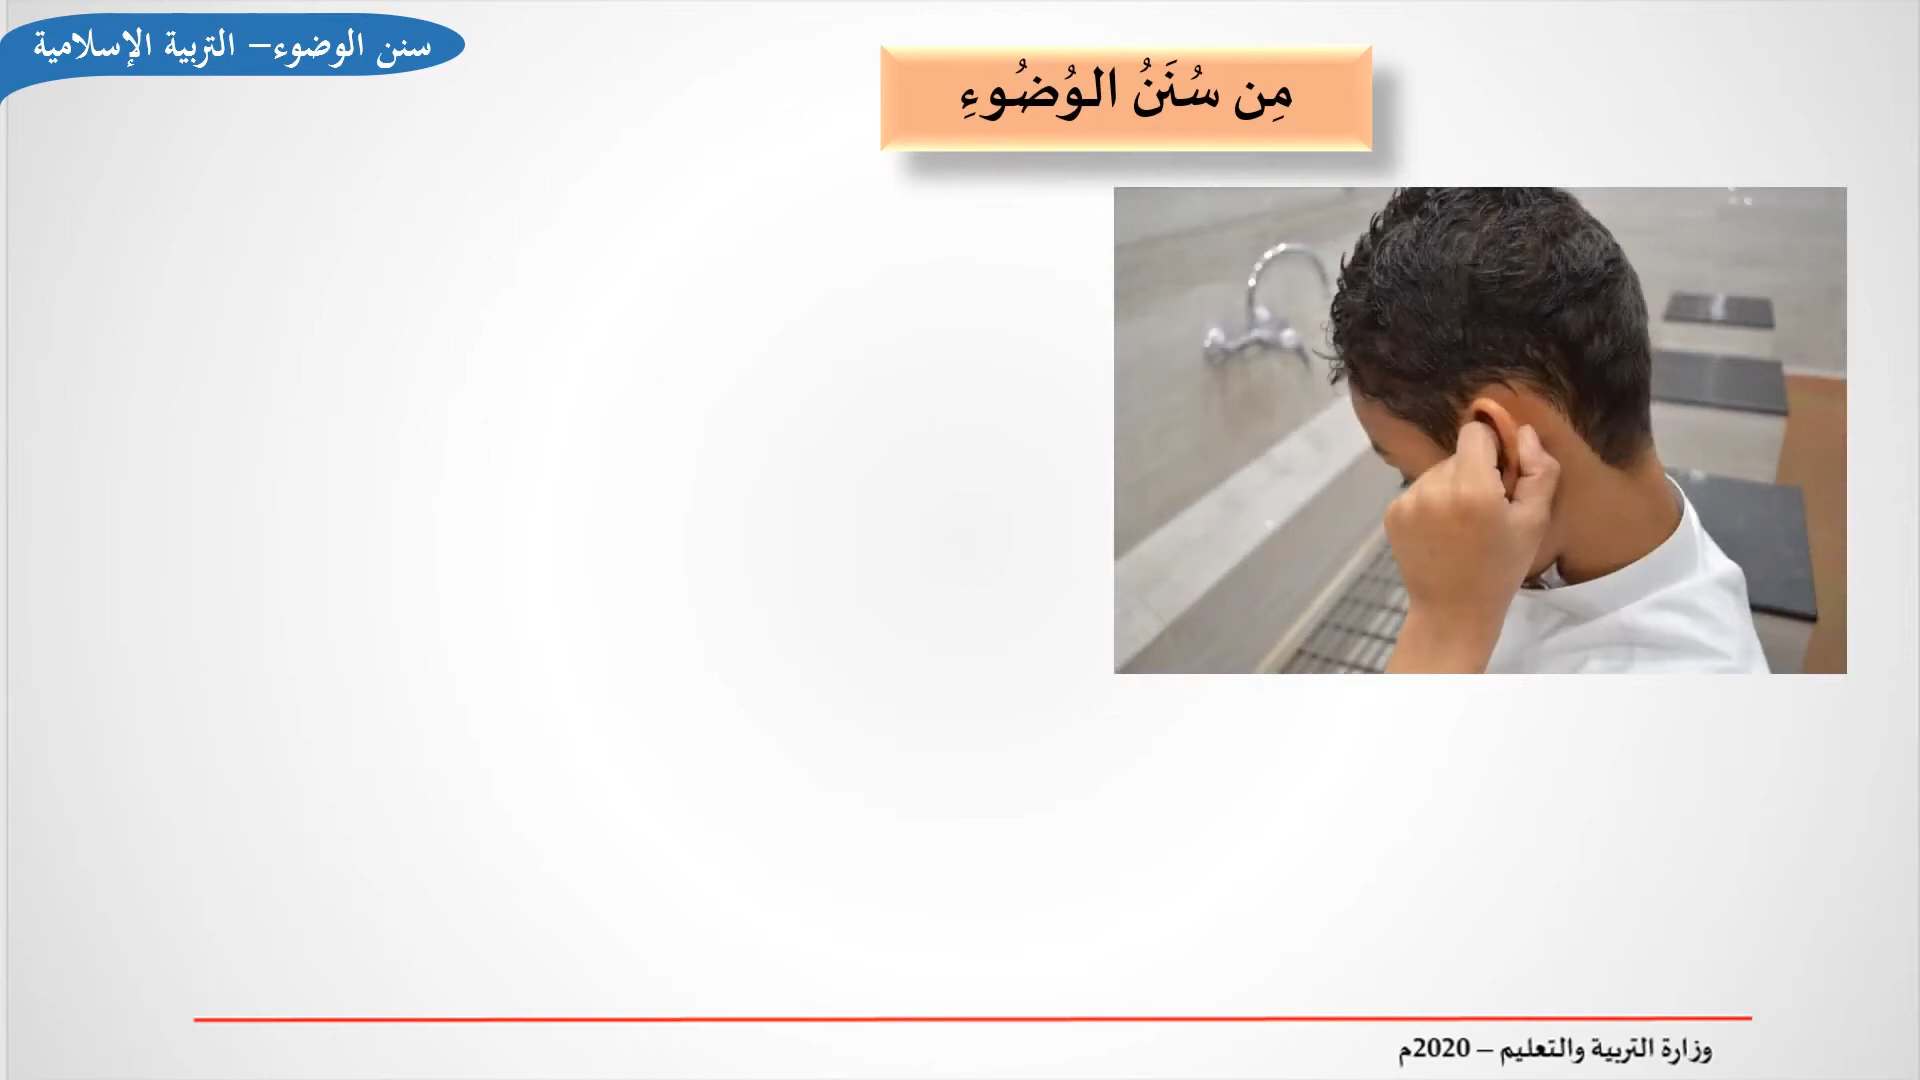 سنن الوضوء– التربية الإسلامية
مِن سُنَنُ الوُضُوءِ
وزارة التربية والتعليم – 2020م